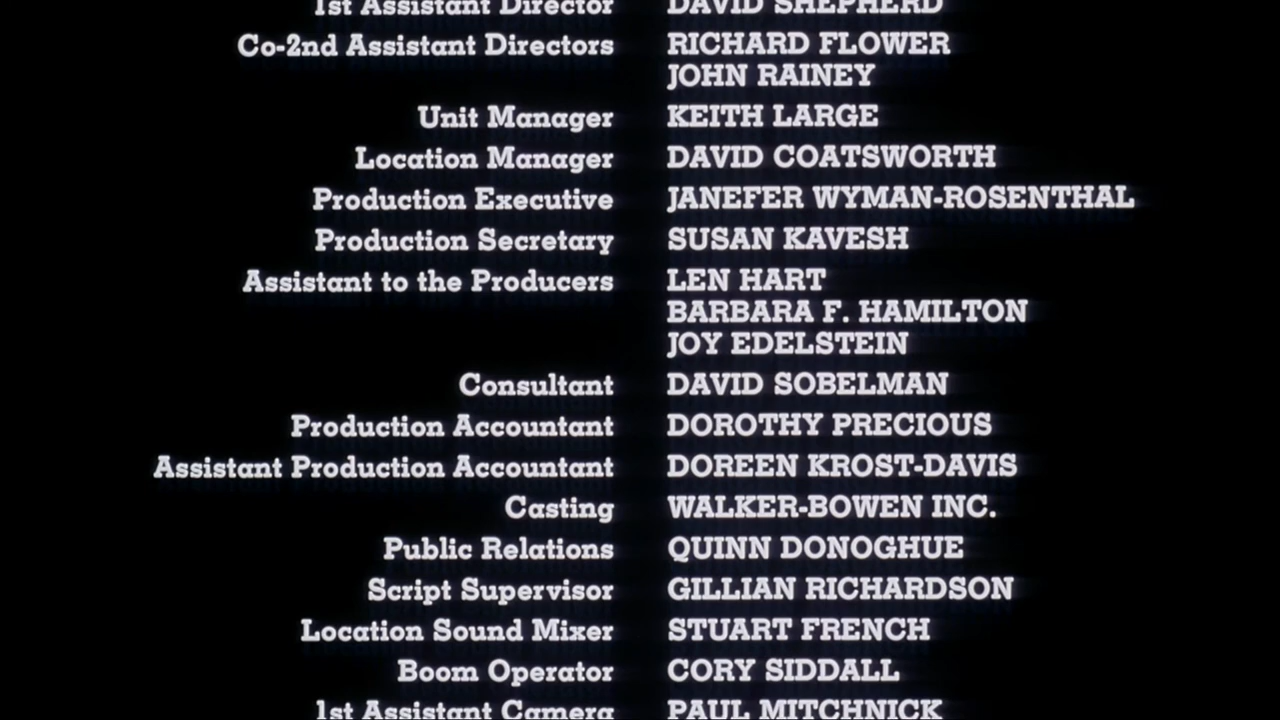 1st Assistant Director DAVID SHEPHERD
Co-2nd Assistant Directors RICHARD FLOWER
JOHN RAINEY
Unit Manager KEITH LARGE
Location Manager DAVID COATSWORTH
Production Executive JANEFER WYMAN-ROSENTHAL
Production Secretary SUSAN KAVESH
Assistant to the Producers LEN HART
BARBARA F. HAMILTON
JOY EDELSTEIN
Consultant DAVID SOBELMAN
Production Accountant DOROTHY PRECIOUS
Assistant Production Accountant DOREEN KROST-DAVIS
Casting WALKER-BOWEN INC.
Public Relations QUINN DONOGHUE
Script Supervisor GILLIAN RICHARDSON
Location Sound Mixer STUART FRENCH
Boom Operator CORY SIDDALL
1st Assistant Camera PAUL MITCHNICK